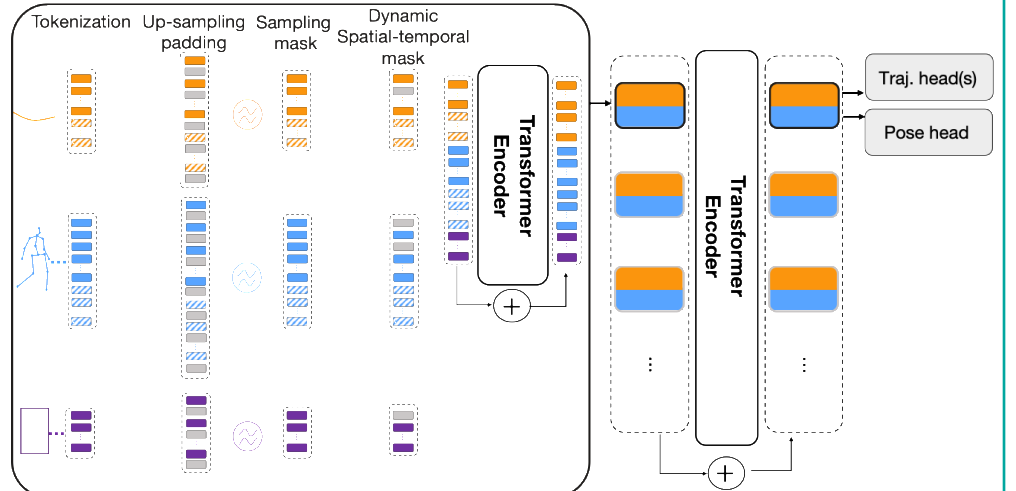 Tokenization
Up-sampling
padding
Sampling
mask
Dynamic
Spatial-temporal
mask
Transformer
Encoder
Transformer
Encoder
Traj. head(s)
Pose head